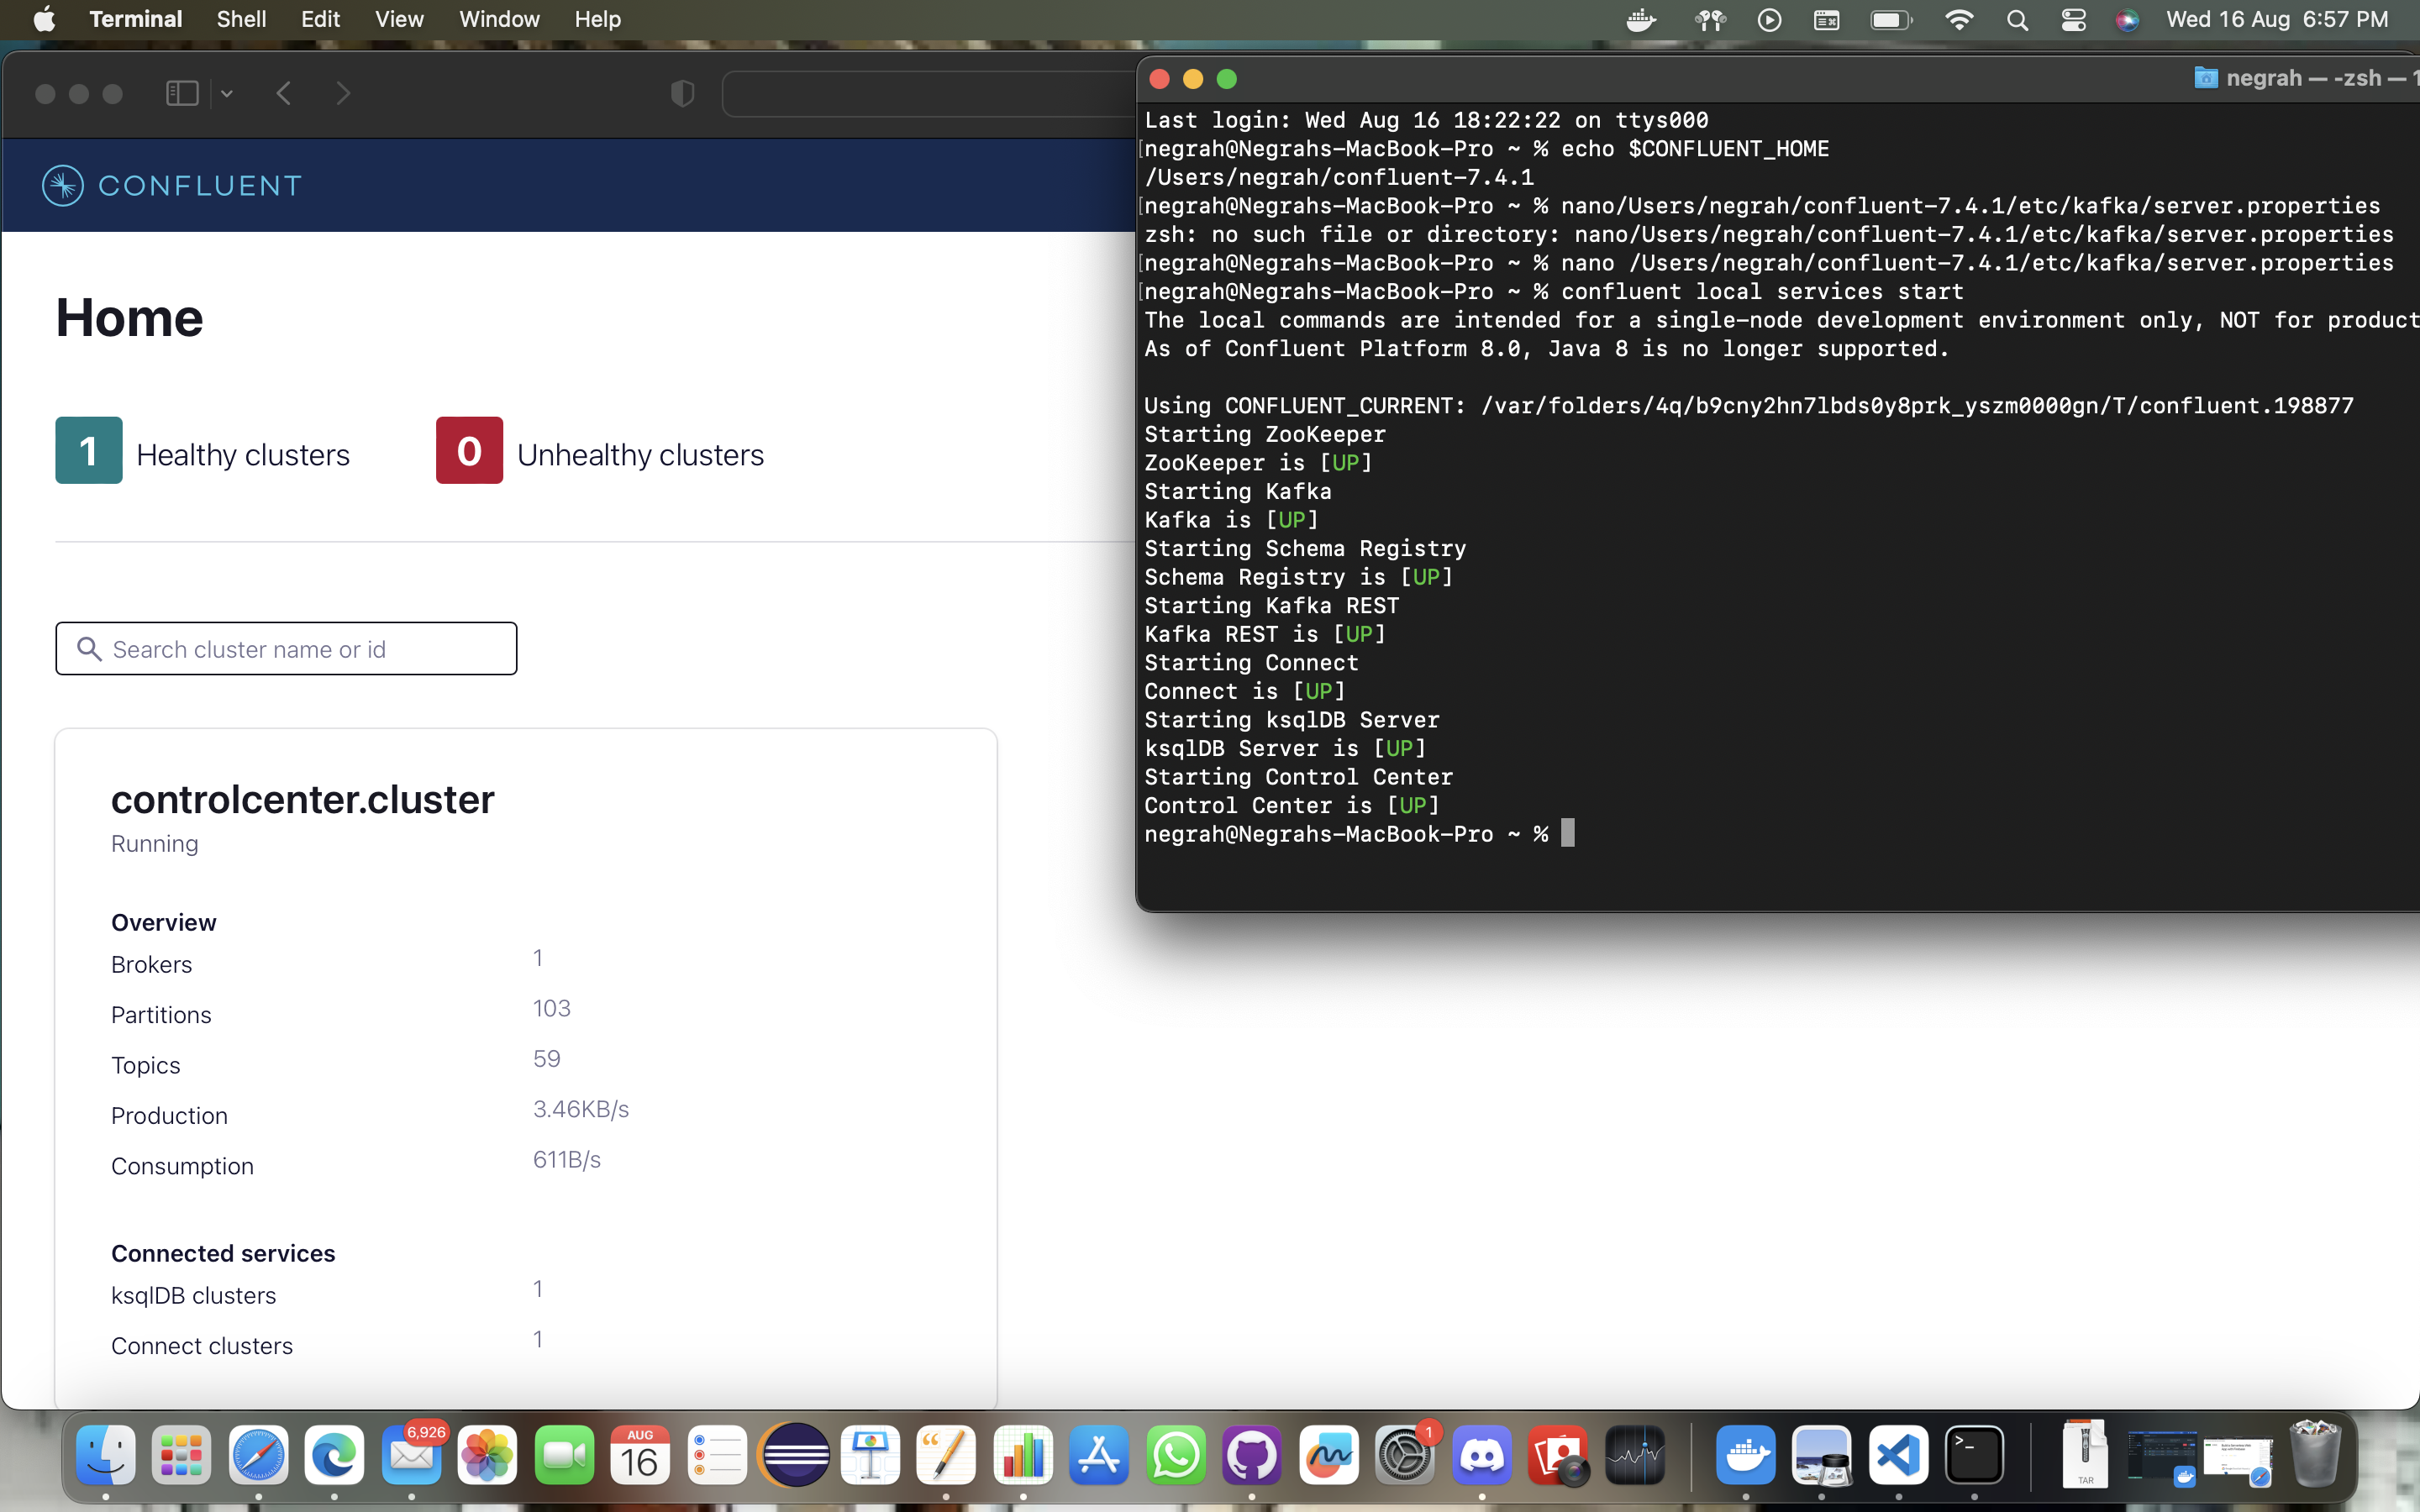 Terminal Shell Edit View Window Help
Wed 16 Aug 6:57 PM
CONFLUENT
Home
1 Healthy clusters 0 Unhealthy clusters
Search cluster name or id
controlcenter.cluster
Running
Overview
Brokers 1
Partitions 103
Topics 59
Production 3.46KB/s
Consumption 611B/s
Connected services
ksqlDB clusters 1
Connect clusters 1
negrah — -zsh — 1
Last login: Wed Aug 16 18:22:22 on ttys000
[negrah@Negrahs-MacBook-Pro ~ % echo $CONFLUENT_HOME
/Users/negrah/confluent-7.4.1
[negrah@Negrahs-MacBook-Pro ~ % nano/Users/negrah/confluent-7.4.1/etc/kafka/server.properties
zsh: no such file or directory: nano/Users/negrah/confluent-7.4.1/etc/kafka/server.properties
[negrah@Negrahs-MacBook-Pro ~ % nano /Users/negrah/confluent-7.4.1/etc/kafka/server.properties
[negrah@Negrahs-MacBook-Pro ~ % confluent local services start
The local commands are intended for a single-node development environment only, NOT for product
As of Confluent Platform 8.0, Java 8 is no longer supported.
Using CONFLUENT_CURRENT: /var/folders/4q/b9cny2hn7lbds0y8prk_yszm0000gn/T/confluent.198877
Starting ZooKeeper
ZooKeeper is [UP]
Starting Kafka
Kafka is [UP]
Starting Schema Registry
Schema Registry is [UP]
Starting Kafka REST
Kafka REST is [UP]
Starting Connect
Connect is [UP]
Starting ksqlDB Server
ksqlDB Server is [UP]
Starting Control Center
Control Center is [UP]
negrah@Negrahs-MacBook-Pro ~ %
6,926
AUG
16
1
>_
TAR